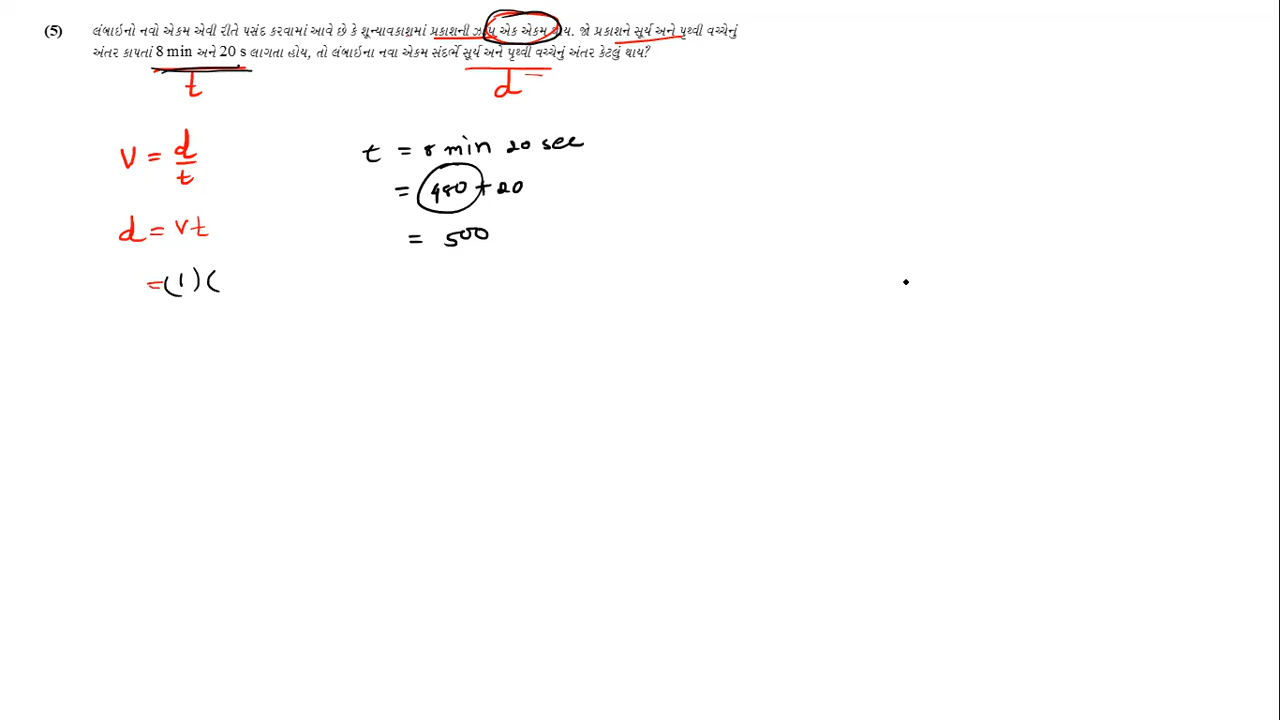 (5) લંબાઇનો નવો એકમ એવી રીતે પસંદ કરવામાં આવે છે કે શૂન્યાવકાશમાં પ્રકાશની ઝડપ એક એકમ થાય. જો પ્રકાશને સૂર્ય અને પૃથ્વી વચ્ચેનું
અંતર કાપતાં 8 min અને 20 s લાગતા હોય, તો લંબાઇના નવા એકમ સંદર્ભે સૂર્ય અને પૃથ્વી વચ્ચેનું અંતર કેટલું થાય?
t d
v = d/t
d = vt
= (1) (
t = 8 min 20 sec
= 480 + 20
= 500